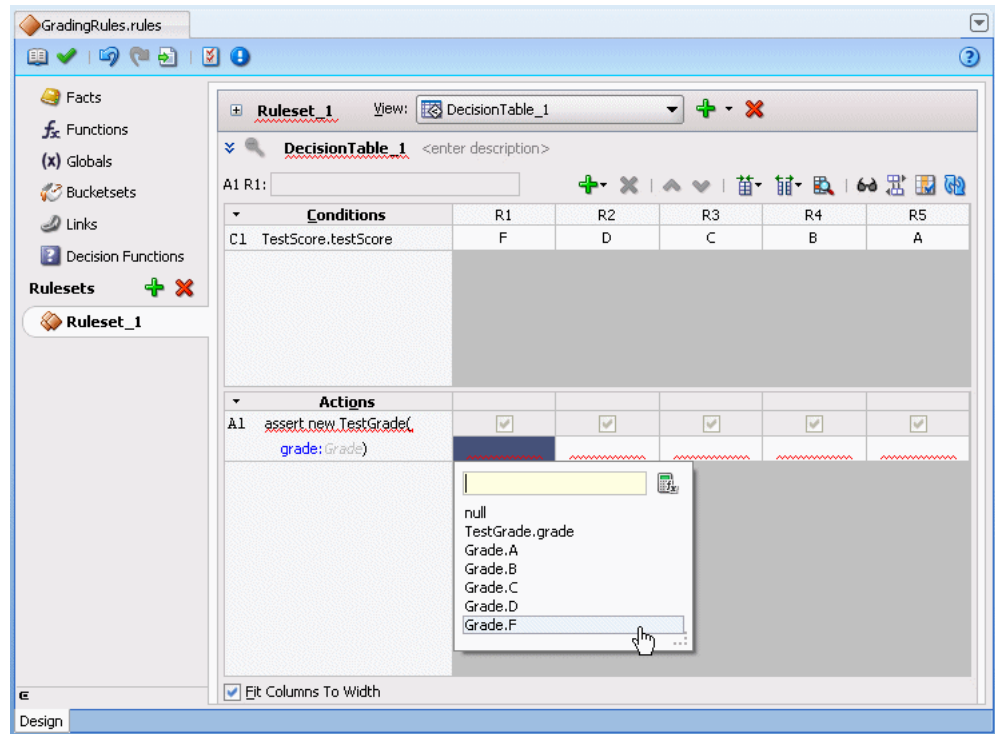 GradingRules.rules
Facts
Functions
Globals
Bucketsets
Links
Decision Functions
Rulesets
Ruleset_1
Ruleset_1 View: DecisionTable_1
DecisionTable_1 <enter description>
A1 R1:
Conditions R1 R2 R3 R4 R5
C1 TestScore.testScore F D C B A
Actions
A1 assert new TestGrade(
grade:Grade)
null
TestGrade.grade
Grade.A
Grade.B
Grade.C
Grade.D
Grade.F
Fit Columns To Width
Design